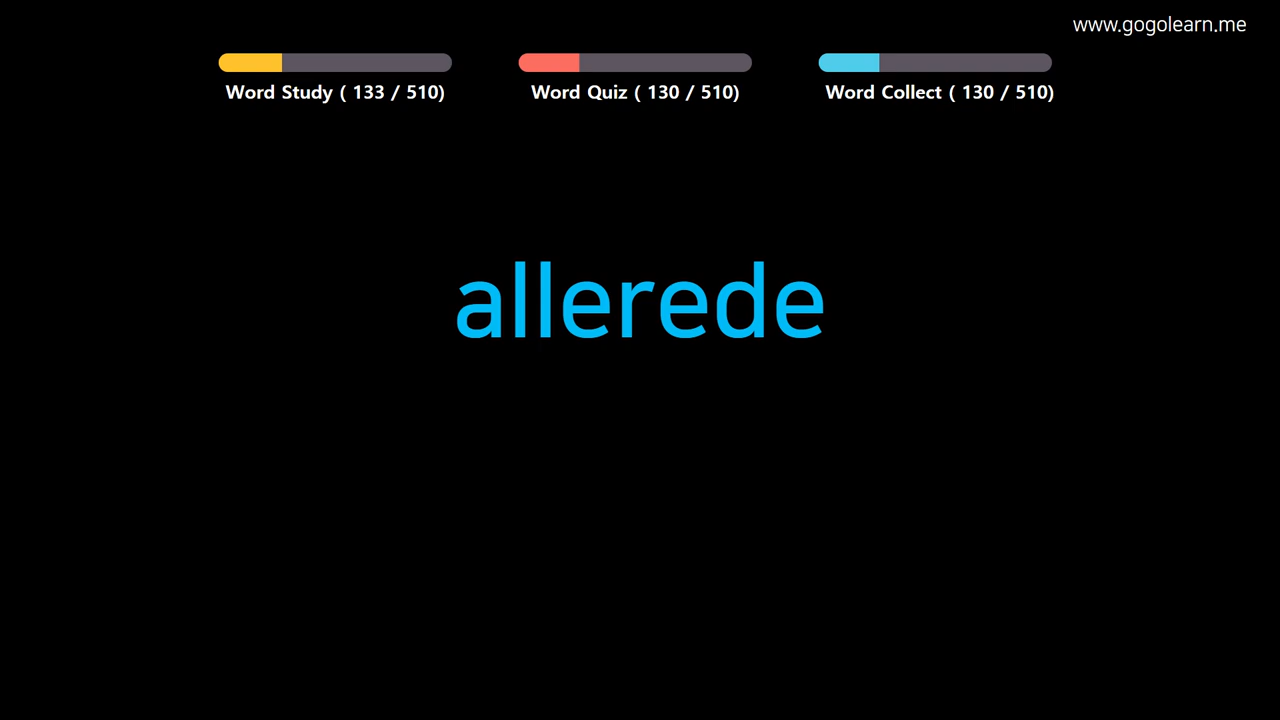 www.gogolearn.me
Word Study ( 133 / 510)
Word Quiz ( 130 / 510)
Word Collect ( 130 / 510)
allerede